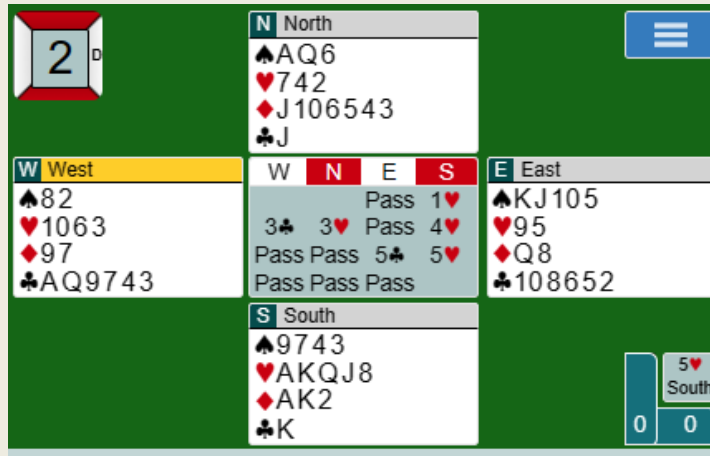 2 D
N North
♠AQ6
♥742
♦J106543
♣J
W West
♠82
♥1063
♦97
♣AQ9743
W N E S
Pass 1♥
3♣ 3♥ Pass 4♥
Pass Pass 5♣ 5♥
Pass Pass Pass
E East
♠KJ105
♥95
♦Q8
♣108652
S South
♠9743
♥AKQJ8
♦AK2
♣K
5♥
South
0 0